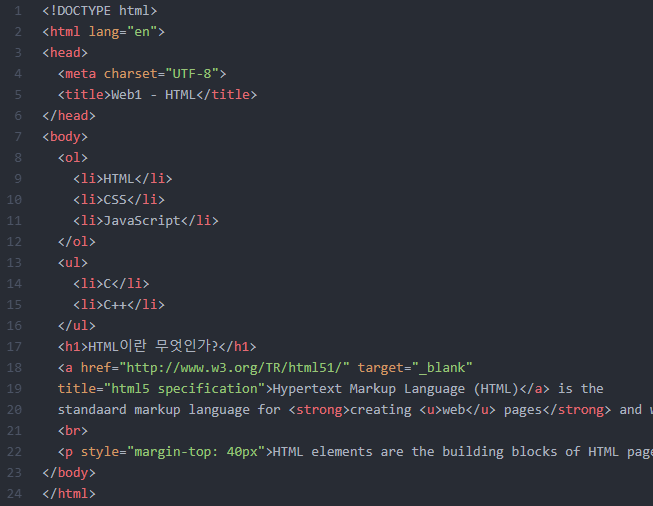 1 <!DOCTYPE html>
2 <html lang="en">
3 <head>
4 <meta charset="UTF-8">
5 <title>Web1 - HTML</title>
6 </head>
7 <body>
8 <ol>
9 <li>HTML</li>
10 <li>CSS</li>
11 <li>JavaScript</li>
12 </ol>
13 <ul>
14 <li>C</li>
15 <li>C++</li>
16 </ul>
17 <h1>HTML이란 무엇인가?</h1>
18 <a href="http://www.w3.org/TR/html51/" target="_blank"
19 title="html5 specification">Hypertext Markup Language (HTML)</a> is the
20 standaard markup language for <strong>creating <u>web</u> pages</strong> and
21 <br>
22 <p style="margin-top: 40px">HTML elements are the building blocks of HTML
23 </body>
24 </html>